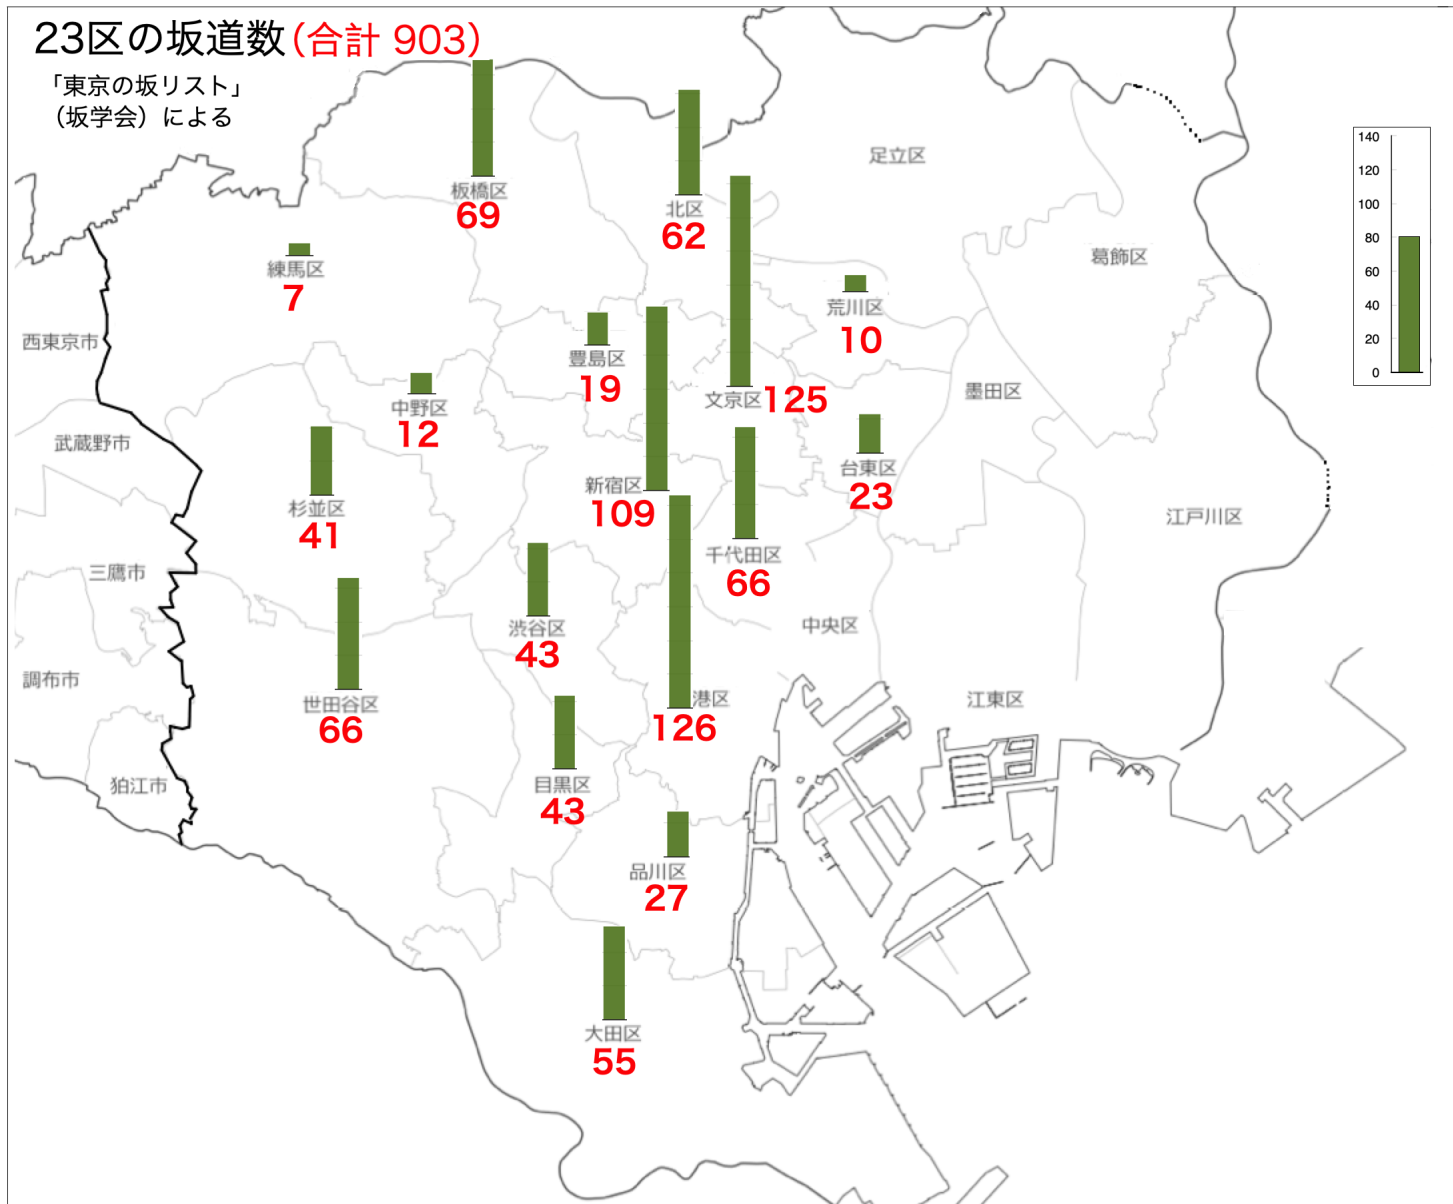 23区の坂道数(合計 903)
「東京の坂リスト」
(坂学会)による
板橋区
69
北区
62
足立区
練馬区
7
葛飾区
荒川区
10
西東京市
豊島区
19
文京区125
墨田区
中野区
12
武蔵野市
台東区
23
新宿区
109
杉並区
41
江戸川区
千代田区
66
三鷹市
渋谷区
43
中央区
調布市
世田谷区
66
港区
126
江東区
狛江市
目黒区
43
品川区
27
大田区
55
140
120
100
80
60
40
20
0